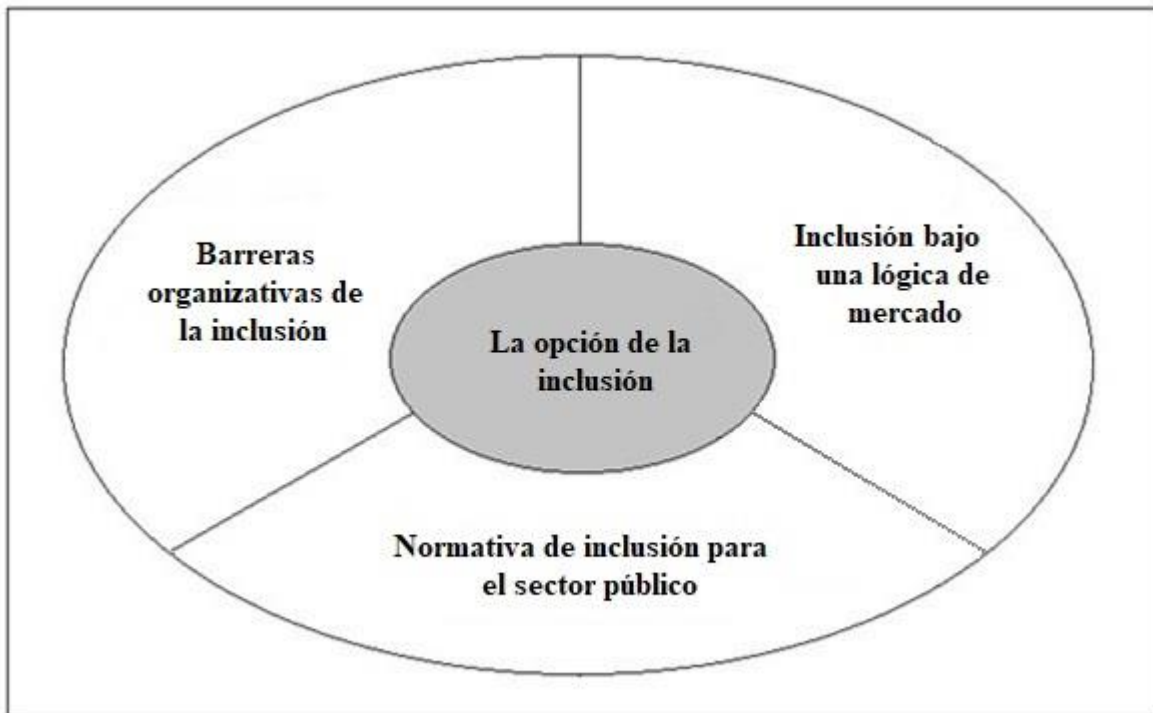 Barreras
organizativas de
la inclusión
Inclusión bajo
una lógica de
mercado
La opción de la
inclusión
Normativa de inclusión para
el sector público